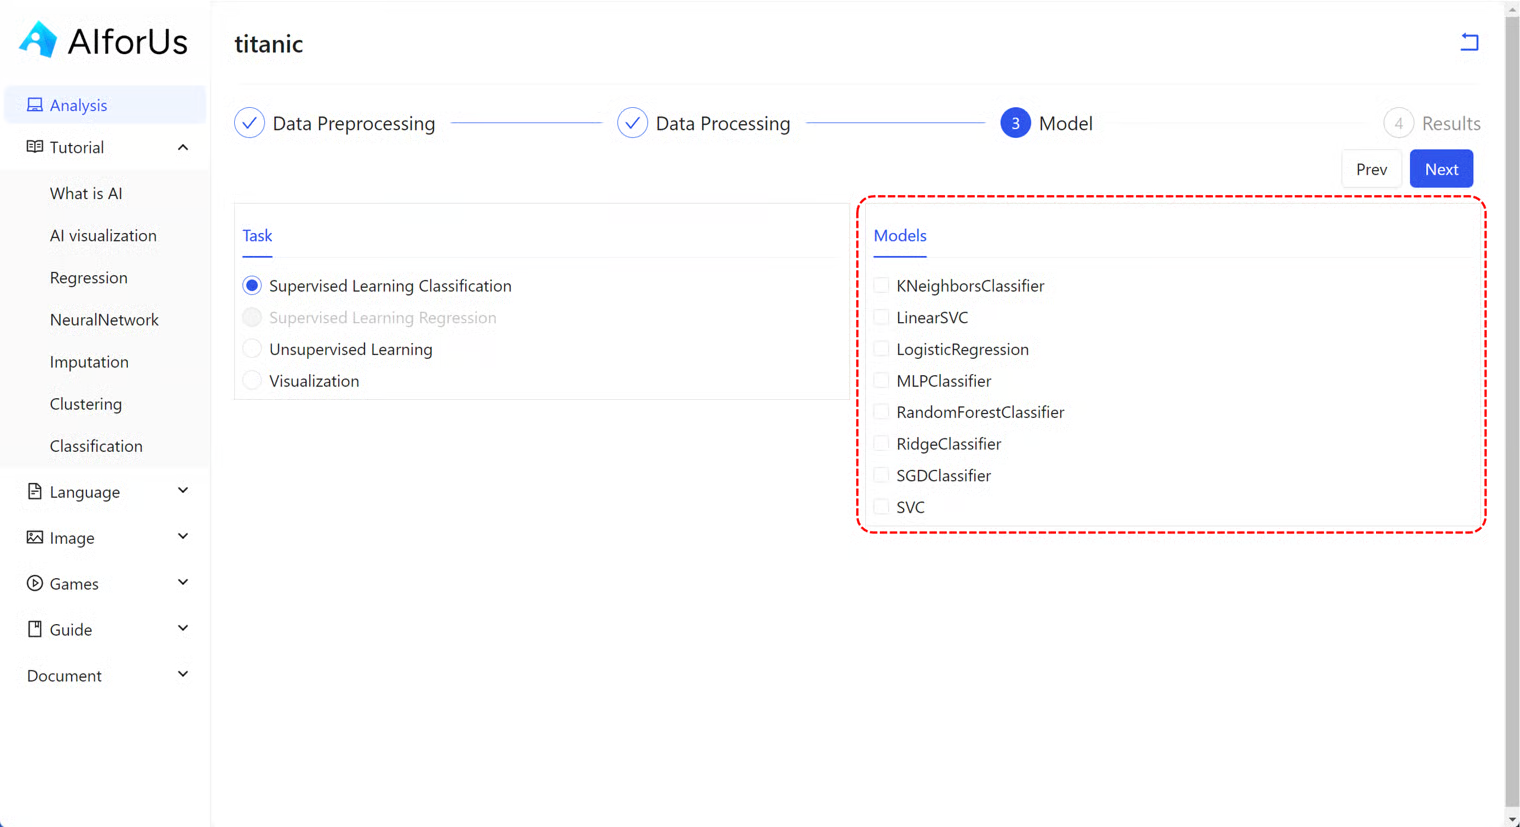 AIforUs
titanic
Analysis
Tutorial
What is AI
AI visualization
Regression
NeuralNetwork
Imputation
Clustering
Classification
Language
Image
Games
Guide
Document
Data Preprocessing
Data Processing
3 Model
4 Results
Prev
Next
Task
Supervised Learning Classification
Supervised Learning Regression
Unsupervised Learning
Visualization
Models
KNeighborsClassifier
LinearSVC
LogisticRegression
MLPClassifier
RandomForestClassifier
RidgeClassifier
SGDClassifier
SVC